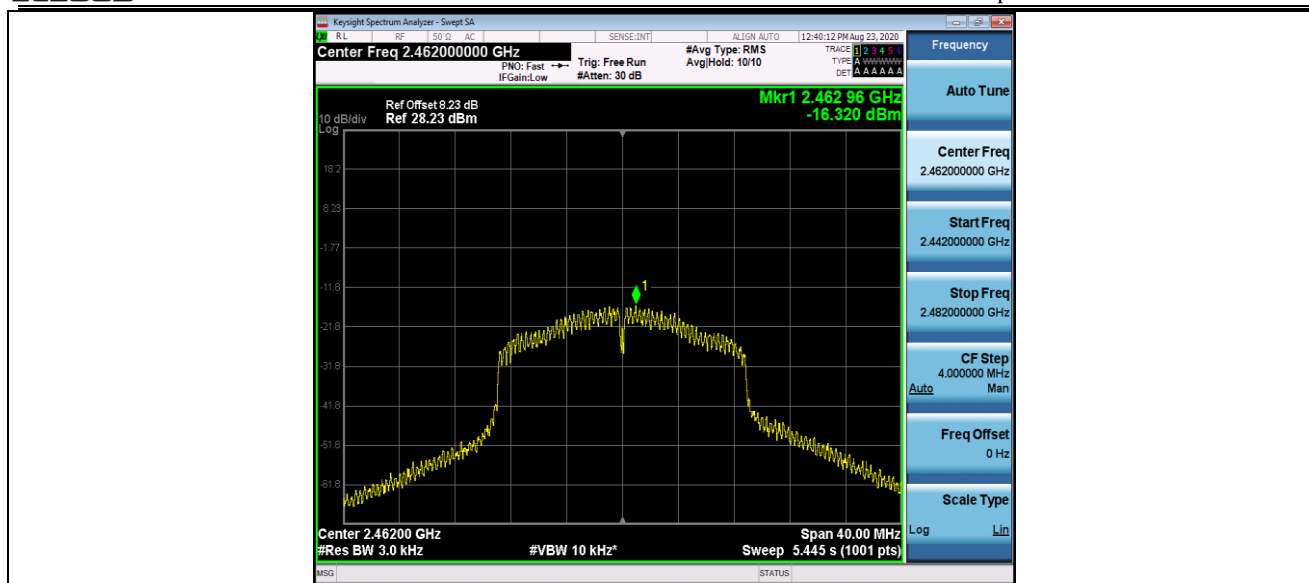 Keysight Spectrum Analyzer - Swept SA
RL RF 50 Ω AC SENSE:INT ALIGN AUTO 12:40:12 PM Aug 23, 2020
Center Freq 2.462000000 GHz
PNO: Fast
IFGain:Low
Trig: Free Run
#Atten: 30 dB
#Avg Type: RMS
Avg|Hold: 10/10
TRACE 1 2 3 4 5 6
TYPE A WWWWW
DET A A A A A A
Frequency
Ref Offset 8.23 dB
10 dB/div Ref 28.23 dBm
Log
Mkr1 2.462 96 GHz
-16.320 dBm
18.2
8.23
-1.77
-11.8
-21.8
-31.8
-41.8
-51.8
-61.8
1
Center 2.46200 GHz Span 40.00 MHz
#Res BW 3.0 kHz #VBW 10 kHz* Sweep 5.445 s (1001 pts)
Auto Tune
Center Freq
2.462000000 GHz
Start Freq
2.442000000 GHz
Stop Freq
2.482000000 GHz
CF Step
4.000000 MHz
Auto Man
Freq Offset
0 Hz
Scale Type
Log Lin
MSG STATUS